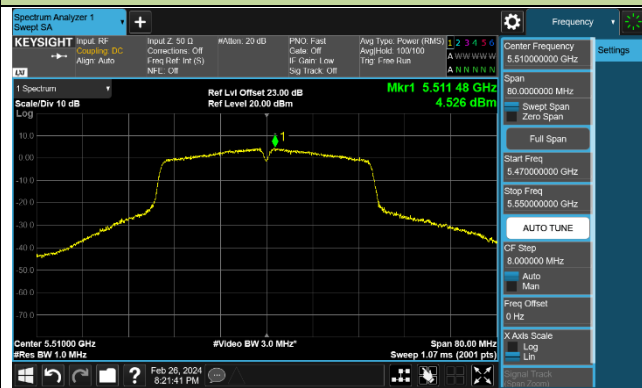 Spectrum Analyzer 1
Swept SA
Frequency
KEYSIGHT
Input: RF
Coupling: DC
Align: Auto
Input Z: 50 Ω
Corrections: Off
Freq Ref: Int (S)
NFE: Off
#Atten: 20 dB
PNO: Fast
Gate: Off
IF Gain: Low
Sig Track: Off
Avg Type: Power (RMS)
Avg|Hold: 100/100
Trig: Free Run
1 2 3 4 5 6
A W W W W W
A N N N N N
LXI
1 Spectrum
Scale/Div 10 dB
Log
Ref Lvl Offset 23.00 dB
Ref Level 20.00 dBm
Mkr1 5.511 48 GHz
4.526 dBm
1
10.0
0.00
-10.0
-20.0
-30.0
-40.0
-50.0
-60.0
-70.0
Center 5.51000 GHz
#Res BW 1.0 MHz
#Video BW 3.0 MHz*
Span 80.00 MHz
Sweep 1.07 ms (2001 pts)
Center Frequency
5.510000000 GHz
Settings
Span
80.0000000 MHz
Swept Span
Zero Span
Full Span
Start Freq
5.470000000 GHz
Stop Freq
5.550000000 GHz
AUTO TUNE
CF Step
8.000000 MHz
Auto
Man
Freq Offset
0 Hz
X Axis Scale
Log
Lin
Signal Track
(Span Zoom)
Feb 26, 2024
8:21:41 PM